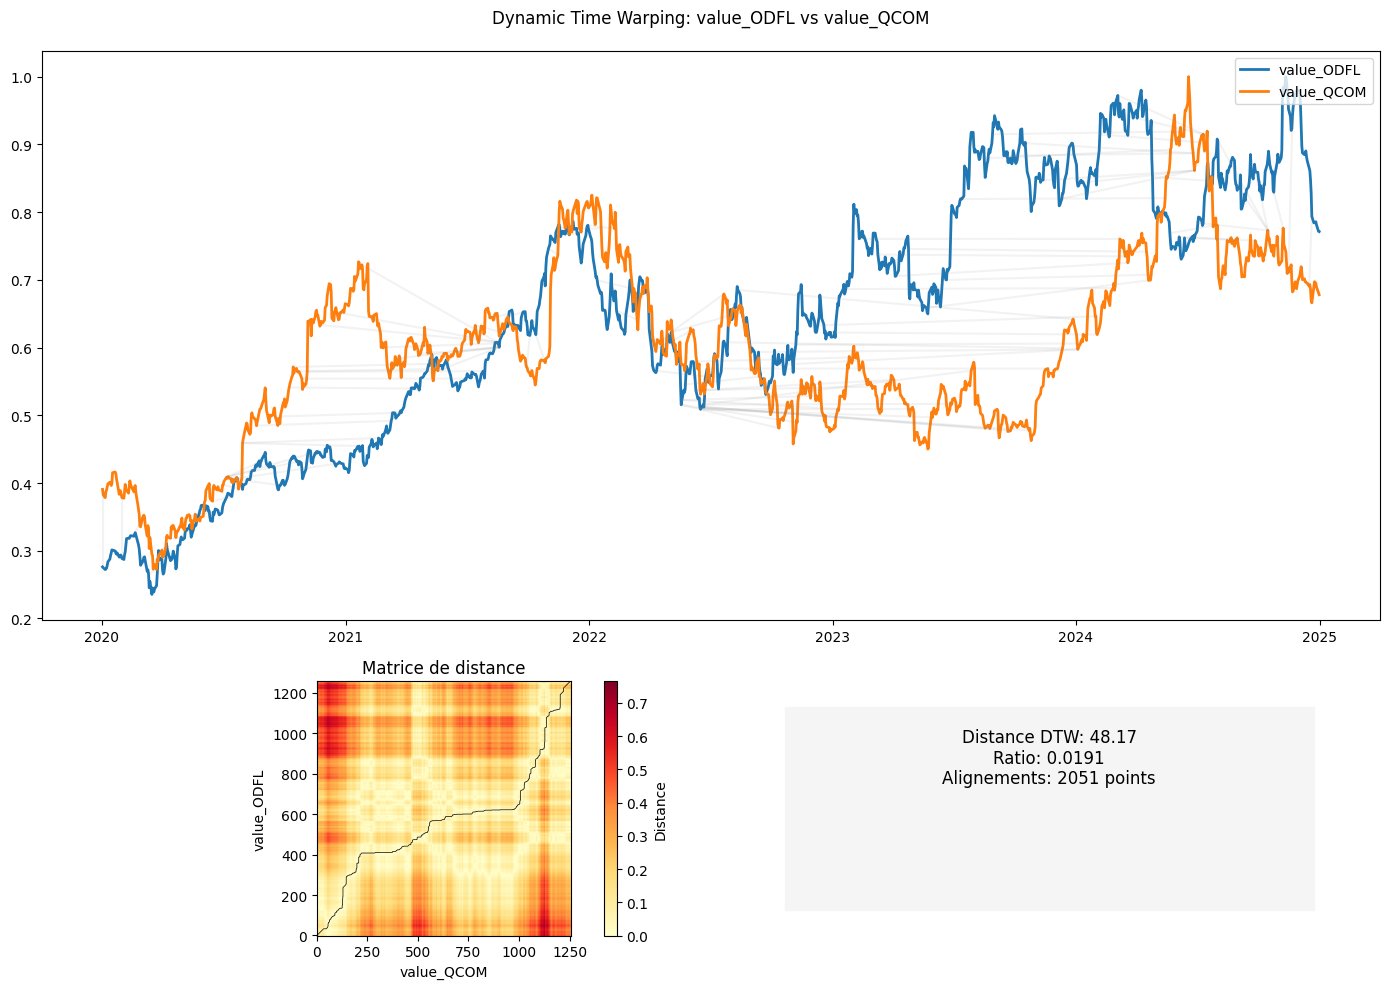 Dynamic Time Warping: value_ODFL vs value_QCOM
1.0
0.9
0.8
0.7
0.6
0.5
0.4
0.3
0.2
value_ODFL
value_QCOM
2020 2021 2022 2023 2024 2025
Matrice de distance
value_ODFL
1200
1000
800
600
400
200
0
0 250 500 750 1000 1250
value_QCOM
0.7
0.6
0.5
0.4
0.3
0.2
0.1
0.0
Distance
Distance DTW: 48.17
Ratio: 0.0191
Alignements: 2051 points